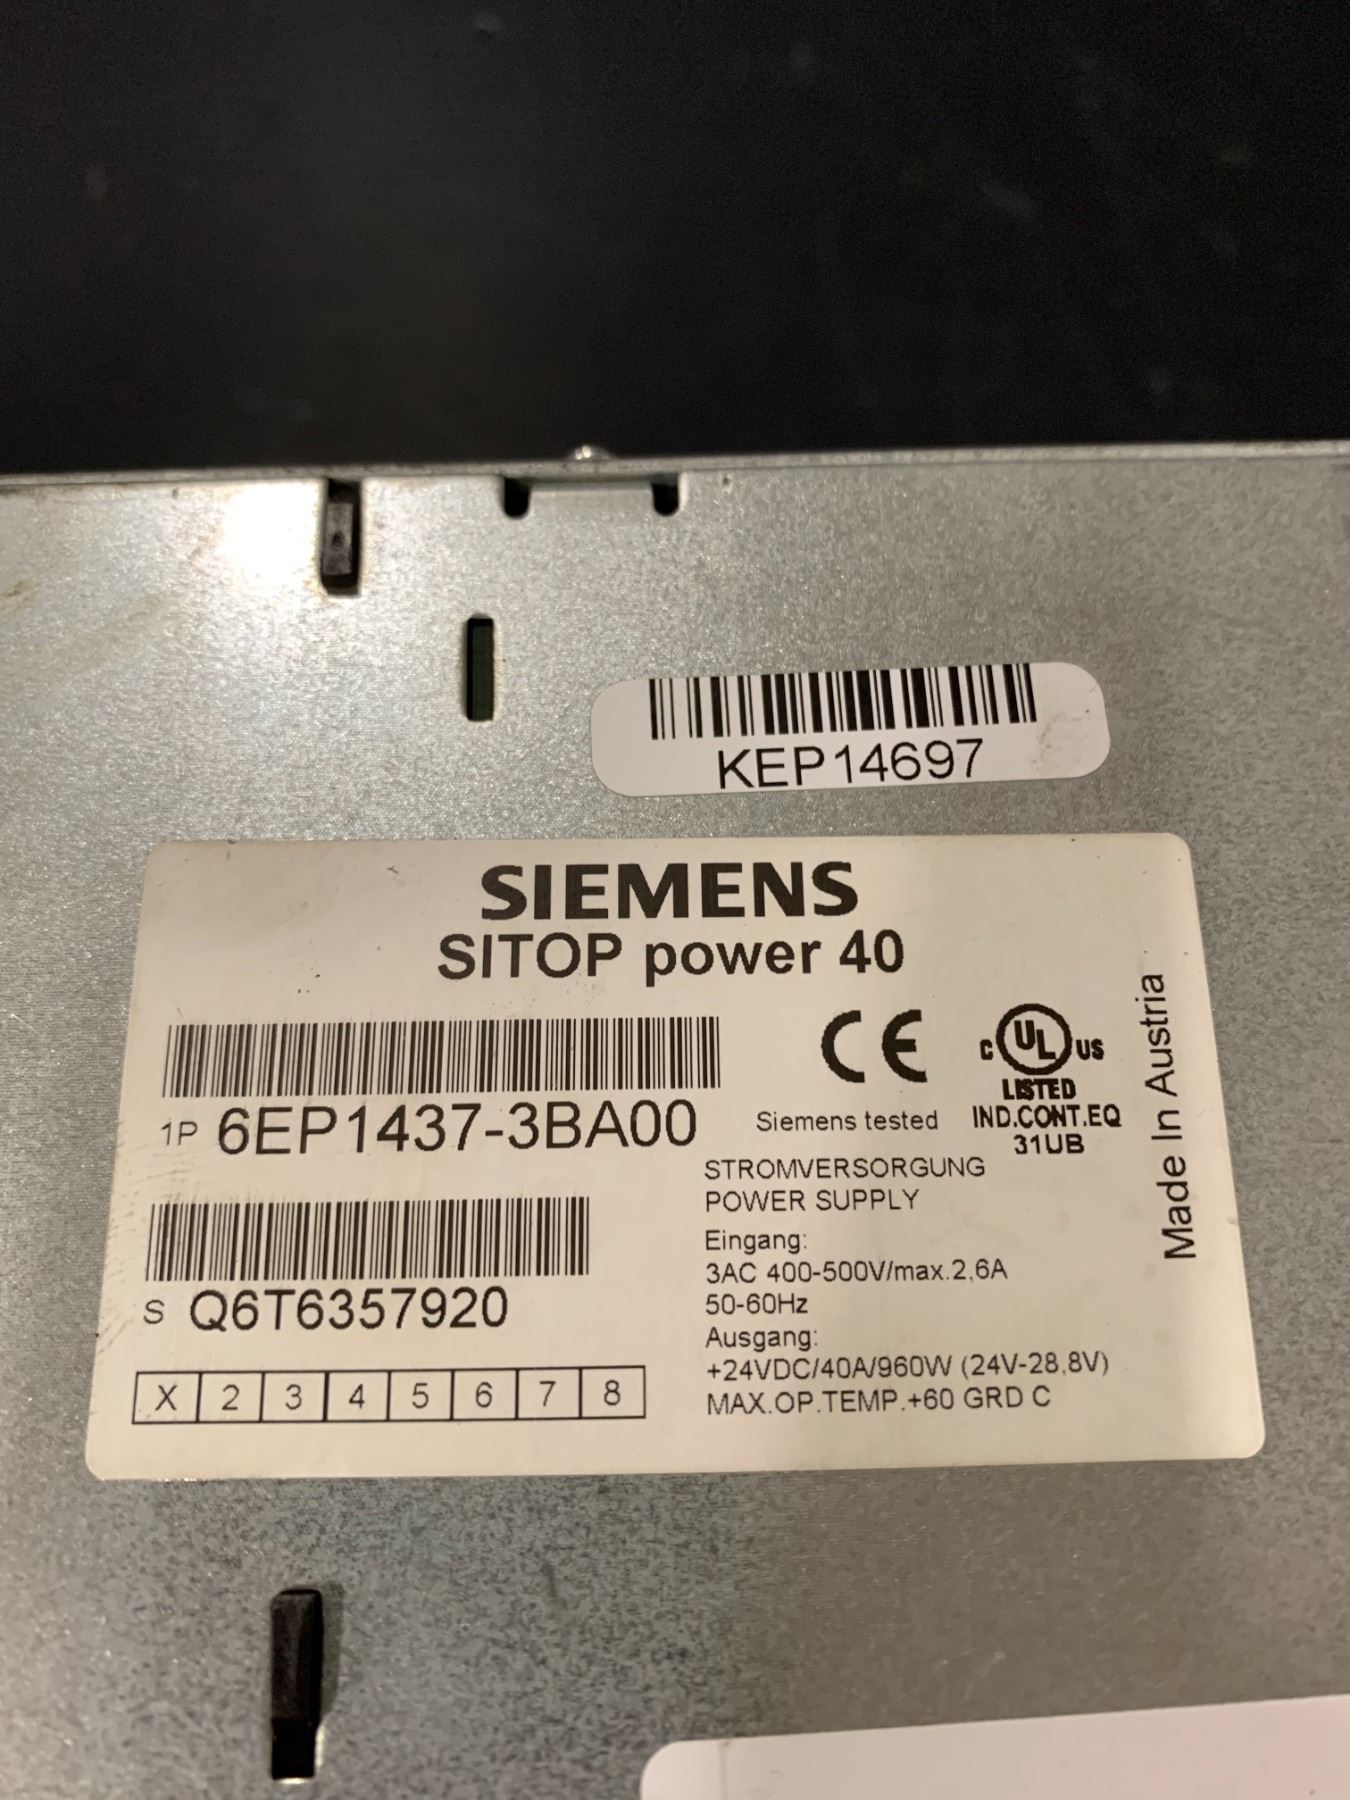 KEP14697
SIEMENS
SITOP power 40
1P 6EP1437-3BA00
S Q6T6357920
X 2 3 4 5 6 7 8
CE
Siemens tested
C UL US
LISTED
IND.CONT.EQ
31UB
STROMVERSORGUNG
POWER SUPPLY
Eingang:
3AC 400-500V/max.2,6A
50-60Hz
Ausgang:
+24VDC/40A/960W (24V-28,8V)
MAX.OP.TEMP.+60 GRD C
Made In Austria